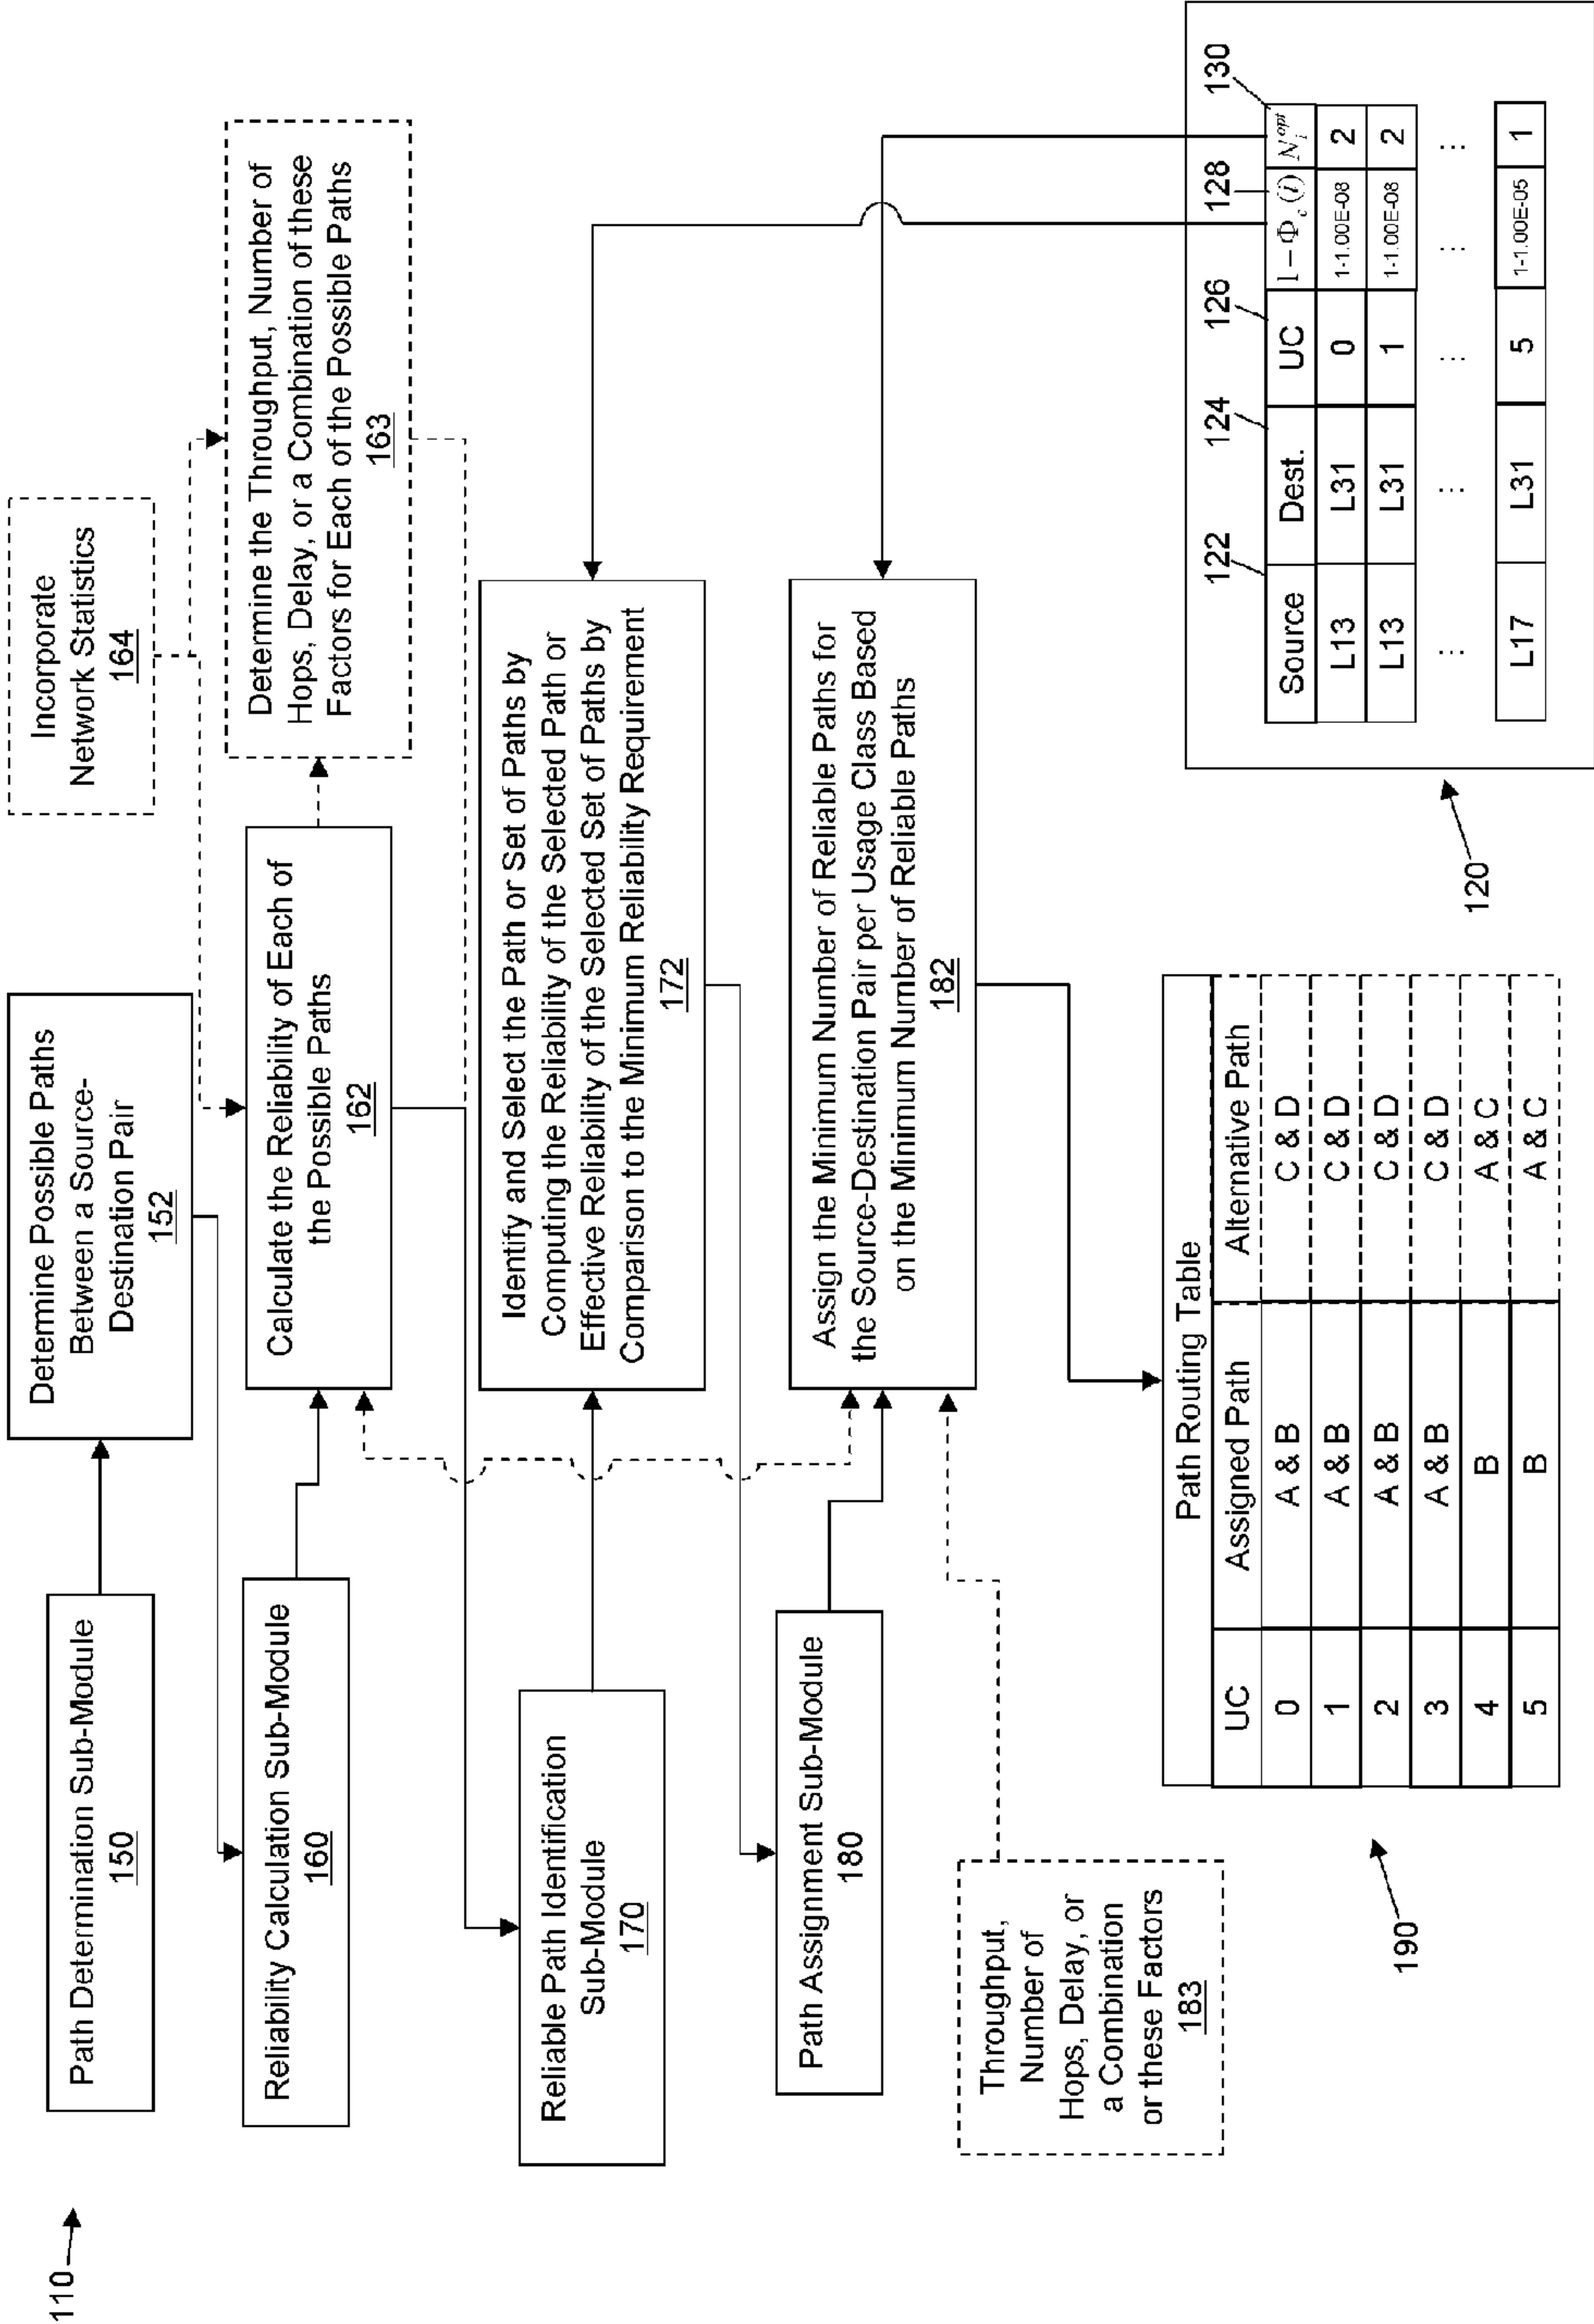 110
Path Determination Sub-Module
150
Determine Possible Paths
Between a Source-
Destination Pair
152
Incorporate
Network Statistics
164
Reliability Calculation Sub-Module
160
Calculate the Reliability of Each of
the Possible Paths
162
Determine the Throughput, Number of
Hops, Delay, or a Combination of these
Factors for Each of the Possible Paths
163
Reliable Path Identification
Sub-Module
170
Identify and Select the Path or Set of Paths by
Computing the Reliability of the Selected Path or
Effective Reliability of the Selected Set of Paths by
Comparison to the Minimum Reliability Requirement
172
Path Assignment Sub-Module
180
Assign the Minimum Number of Reliable Paths for
the Source-Destination Pair per Usage Class Based
on the Minimum Number of Reliable Paths
182
Throughput,
Number of
Hops, Delay, or
a Combination
or these Factors
183
190
Path Routing Table
UC Assigned Path Alternative Path
0 A & B C & D
1 A & B C & D
2 A & B C & D
3 A & B C & D
4 B A & C
5 B A & C
120
122 124 126 128 130
Source Dest. UC 1−Φc(i) Ni^opt
L13 L31 0 1-1.00E-08 2
L13 L31 1 1-1.00E-08 2
⋮ ⋮ ⋮ ⋮ ⋮
L17 L31 5 1-1.00E-05 1